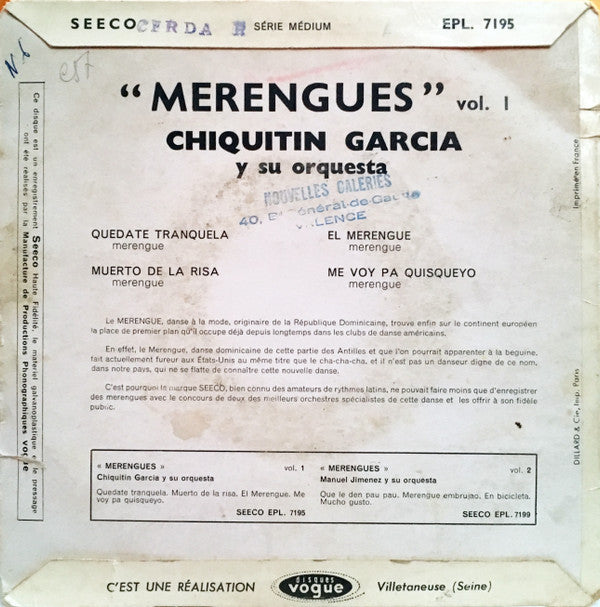 SEECO CERDA SÉRIE MÉDIUM EPL. 7195
N 6
" MERENGUES " vol. I
CHIQUITIN GARCIA
y su orquesta
NOUVELLES GALERIES
40, Bd Général-de-Gaulle
VALENCE
QUEDATE TRANQUELA
merengue
EL MERENGUE
merengue
MUERTO DE LA RISA
merengue
ME VOY PA QUISQUEYO
merengue
Le MERENGUE, danse à la mode, originaire de la République Dominicaine, trouve enfin sur le continent européen
la place de premier plan qu'il occupe déjà depuis longtemps dans les clubs de danse américains.
En effet, le Merengue, danse dominicaine de cette partie des Antilles et que l'on pourrait apparenter à la beguine,
fait actuellement fureur aux États-Unis au même titre que le cha-cha-cha, et il n'est pas un danseur digne de ce nom,
dans notre pays, qui ne se flatte de connaître cette nouvelle danse.
C'est pourquoi la marque SEECO, bien connu des amateurs de rythmes latins, ne pouvait faire moins que d'enregistrer
des merengues avec le concours de deux des meilleurs orchestres spécialistes de cette danse et les offrir à son fidèle
public.
« MERENGUES » vol. 1
Chiquitin Garcia y su orquesta
Quedate tranquela. Muerto de la risa. El Merengue. Me
voy pa quisqueyo.
SEECO EPL. 7195
« MERENGUES » vol. 2
Manuel Jimenez y su orquesta
Que le den pau pau. Merengue embrujao. En bicicleta.
Mucho gusto.
SEECO EPL. 7199
Ce disque est un enregistrement Seeco Haute Fidélité, le matériel galvanoplastique et le pressage
ont été réalisés par la Manufacture de Productions Phonographiques VOGUE
Imprimé en France
DILLARD & Cie, Imp. Paris
C'EST UNE RÉALISATION disques vogue Villetaneuse (Seine)